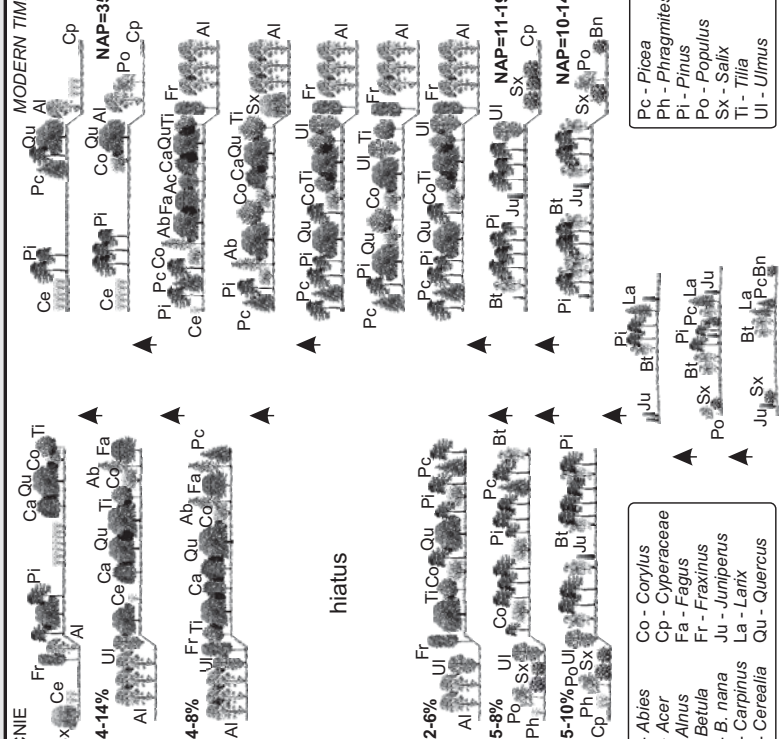 CNIE
MODERN TIM
Fr Pi Ca Qu Co Ti
ex Ce Al
Ce Pi Pc Qu Al Cp
4-14%
Al Ul Ce Ca Qu Ti Co Ab Fa
Ce Pi Co Qu Al Po Cp
NAP=35
4-8%
Al Ul Fr Ti Ca Qu Co Ab Fa Pc
Ce Pi Pc Co Ab Fa Ac Ca Qu Ti Fr Al
Pc Pi Ab Co Ca Qu Ti Sx Al
hiatus
Pc Pi Qu Co Ti Ul Fr Al
Pc Pi Qu Co Ul Ti Fr Al
2-6%
Al Ul Fr Ti Co Qu Pi Pc
Pc Pi Qu Co Ti Ul Fr Al
5-8%
Ph Po Sx Ul Co Pi Pc Bt
Bt Pi Ju Ul Sx Cp
NAP=11-19
5-10%
Cp Ph Po Sx Ul Ju Bt Pi
Pi Bt Ju Sx Po Bn
NAP=10-14
Ju Bt Pi La
Po Sx Bt Pi Pc La Ju
Ju Sx Bt La Pc Bn
- Abies
- Acer
- Alnus
- Betula
- B. nana
- Carpinus
- Cerealia
Co - Corylus
Cp - Cyperaceae
Fa - Fagus
Fr - Fraxinus
Ju - Juniperus
La - Larix
Qu - Quercus
Pc - Picea
Ph - Phragmites
Pi - Pinus
Po - Populus
Sx - Salix
Ti - Tilia
Ul - Ulmus